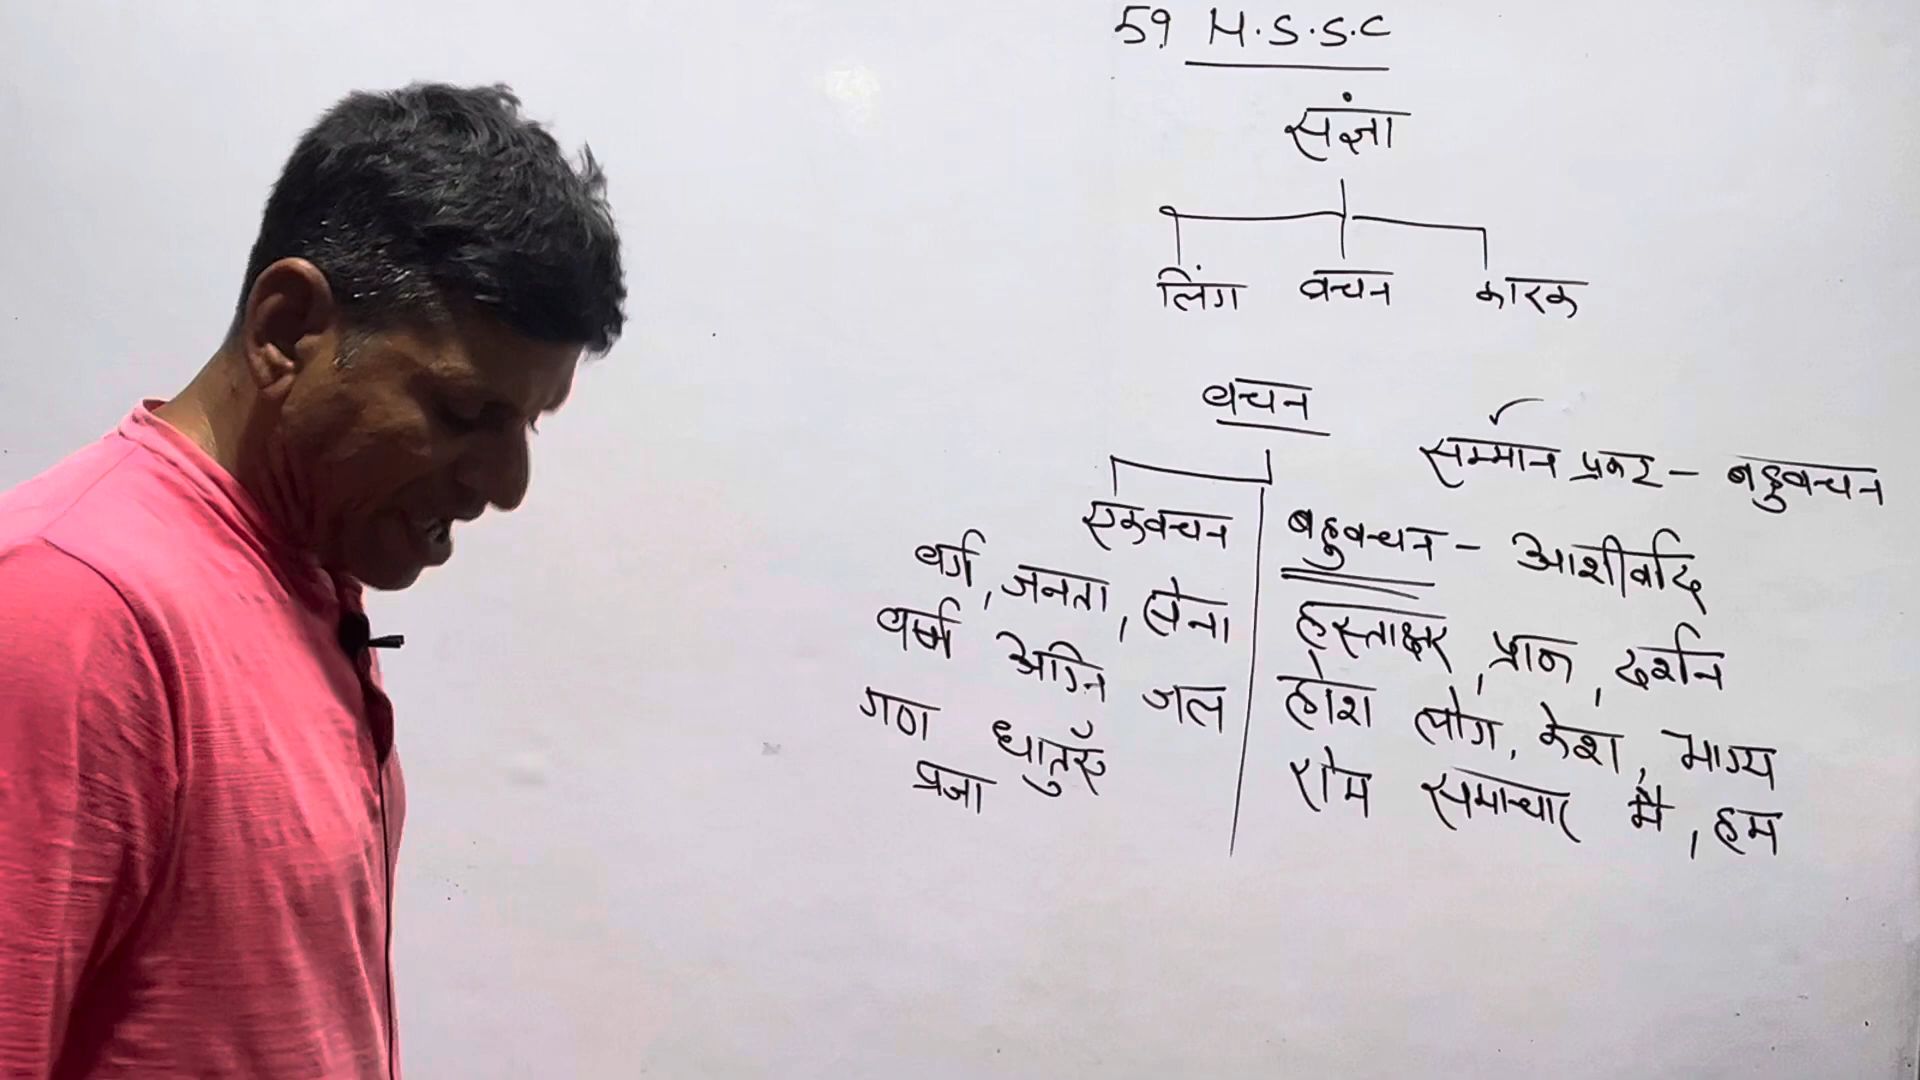 59 H.S.S.C
संज्ञा
लिंग वचन कारक
वचन
सम्मान प्रकट - बहुवचन
एकवचन
बहुवचन - आशीर्वाद
वर्ग, जनता, सेना
हस्ताक्षर, प्राण, दर्शन
वर्षा अग्नि जल
होश लोग, केश, भाग्य
गण धातुएँ
रोम समाचार मैं, हम
प्रजा